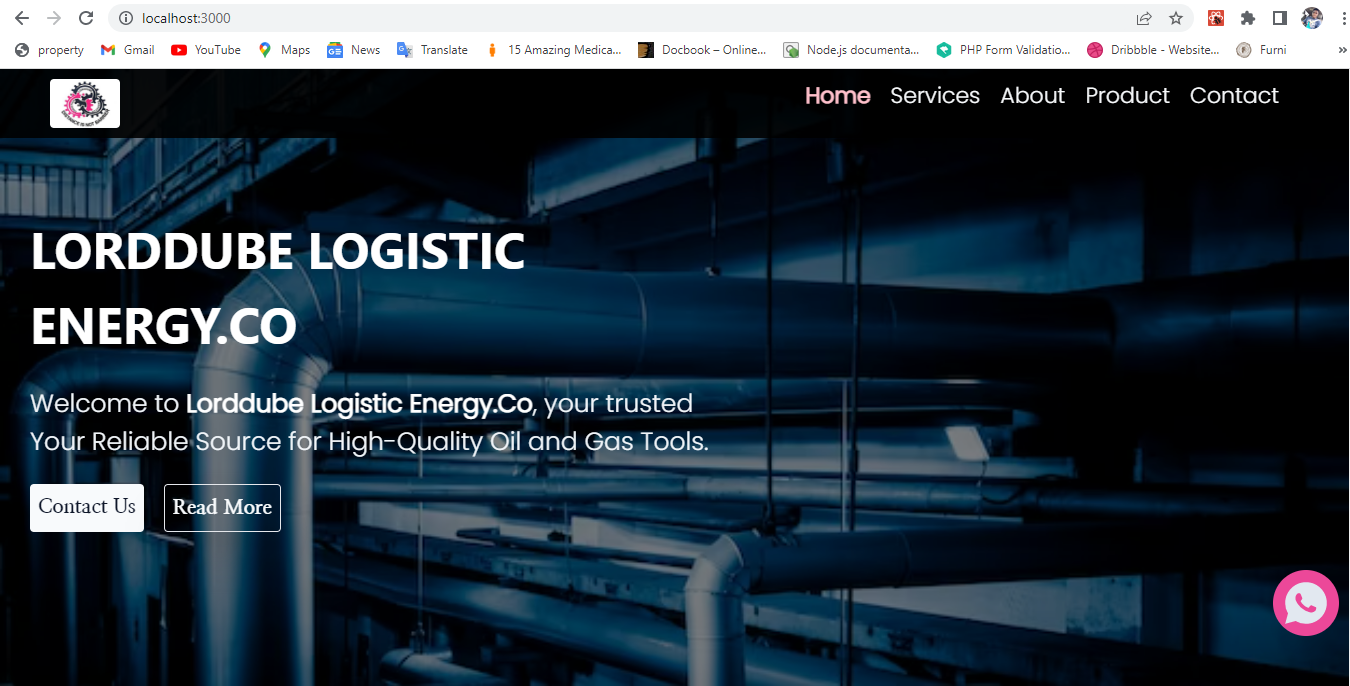 localhost:3000
property Gmail YouTube Maps News Translate 15 Amazing Medica... Docbook – Online... Node.js documenta... PHP Form Validatio... Dribbble - Website... Furni »
Home Services About Product Contact
LORDDUBE LOGISTIC
ENERGY.CO
Welcome to Lorddube Logistic Energy.Co, your trusted
Your Reliable Source for High-Quality Oil and Gas Tools.
Contact Us Read More